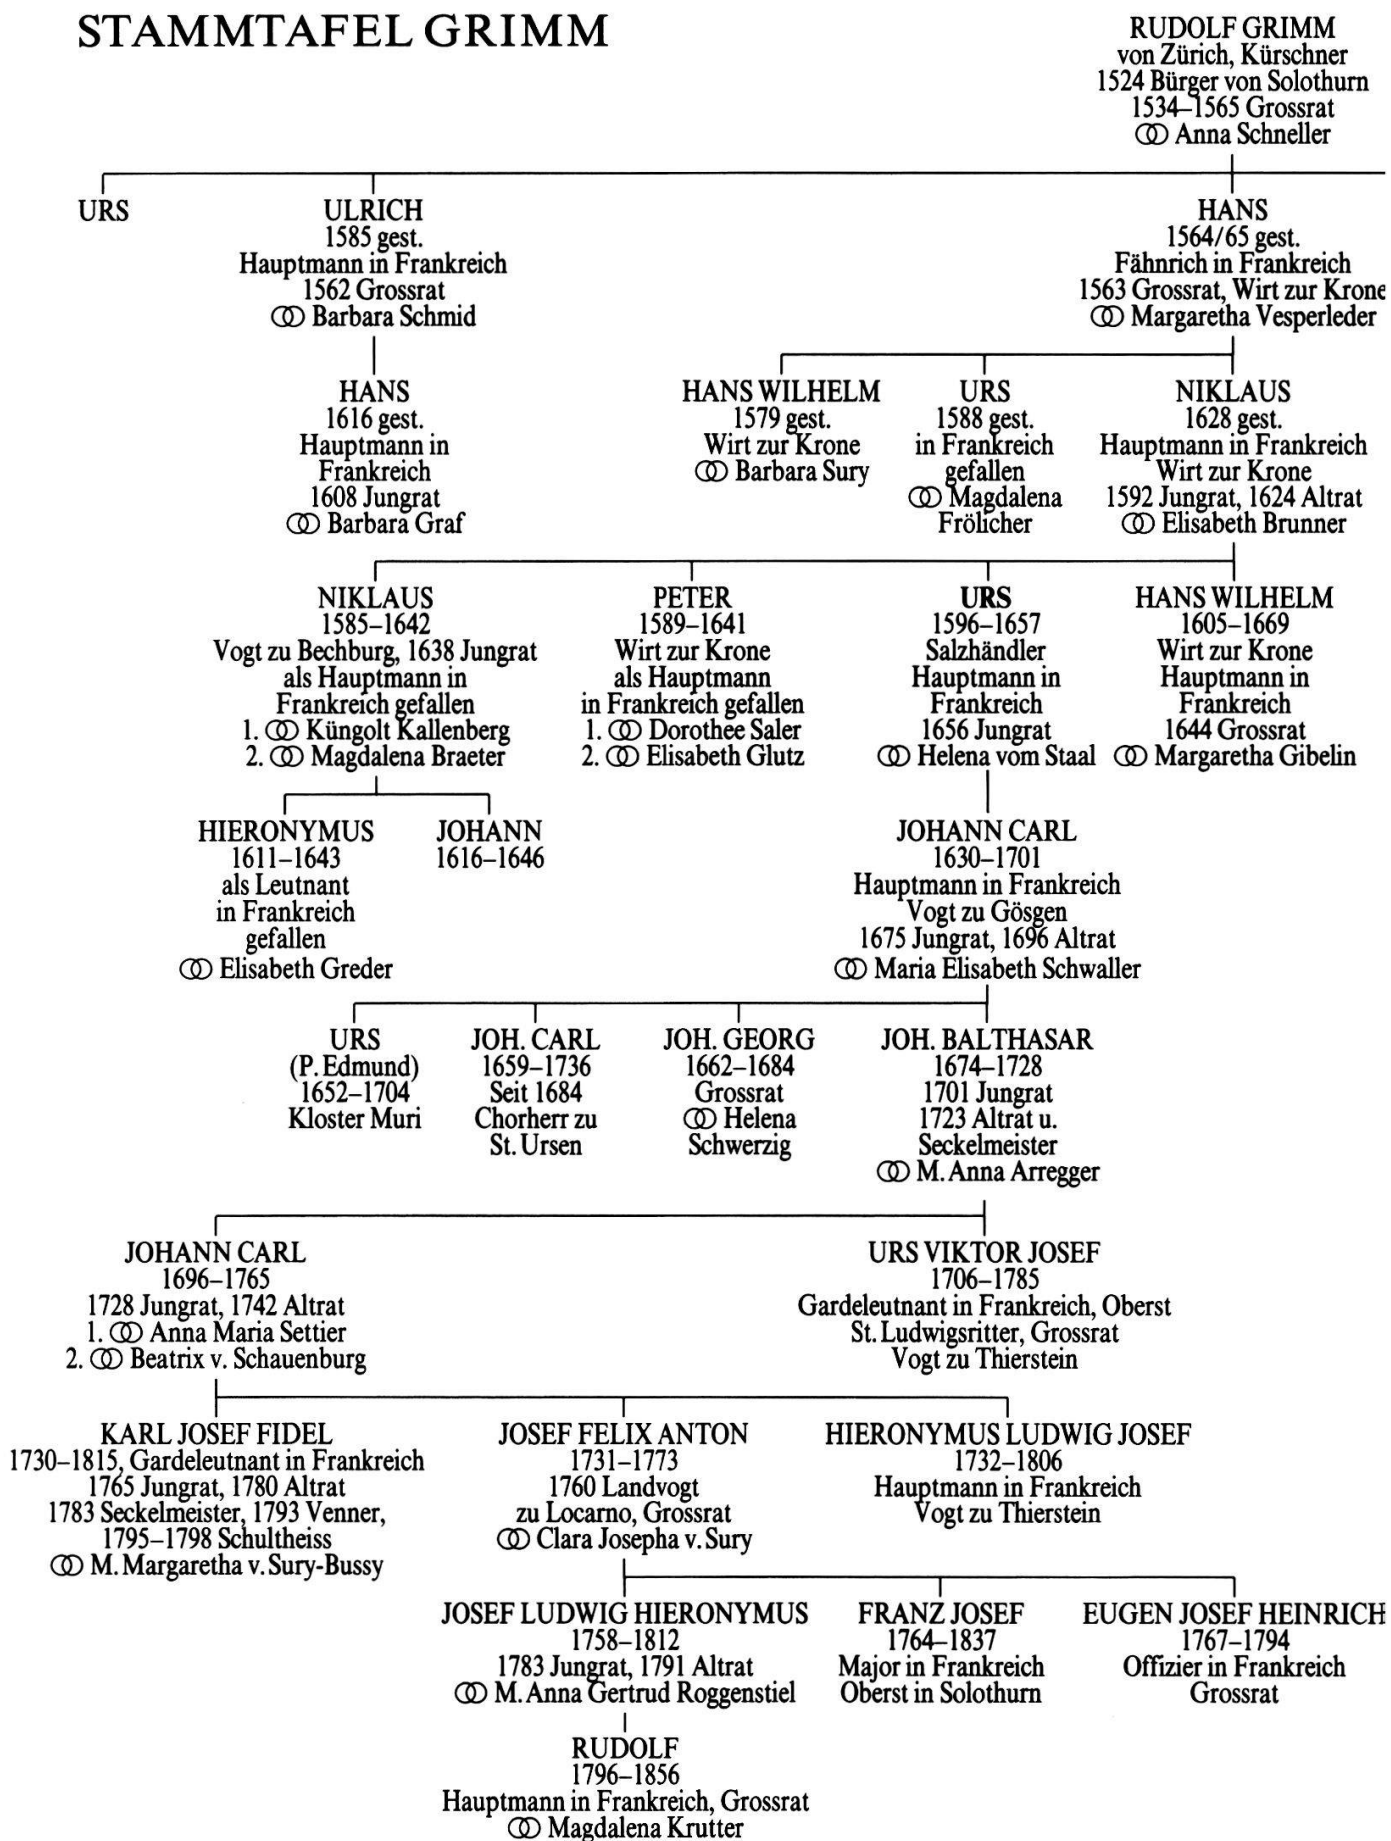 STAMMTAFEL GRIMM
RUDOLF GRIMM
von Zürich, Kürschner
1524 Bürger von Solothurn
1534–1565 Grossrat
⚭ Anna Schneller
URS
ULRICH
1585 gest.
Hauptmann in Frankreich
1562 Grossrat
⚭ Barbara Schmid
HANS
1564/65 gest.
Fähnrich in Frankreich
1563 Grossrat, Wirt zur Krone
⚭ Margaretha Vesperleder
HANS
1616 gest.
Hauptmann in
Frankreich
1608 Jungrat
⚭ Barbara Graf
HANS WILHELM
1579 gest.
Wirt zur Krone
⚭ Barbara Sury
URS
1588 gest.
in Frankreich
gefallen
⚭ Magdalena
Frölicher
NIKLAUS
1628 gest.
Hauptmann in Frankreich
Wirt zur Krone
1592 Jungrat, 1624 Altrat
⚭ Elisabeth Brunner
NIKLAUS
1585–1642
Vogt zu Bechburg, 1638 Jungrat
als Hauptmann in
Frankreich gefallen
1. ⚭ Küngolt Kallenberg
2. ⚭ Magdalena Braeter
PETER
1589–1641
Wirt zur Krone
als Hauptmann
in Frankreich gefallen
1. ⚭ Dorothee Saler
2. ⚭ Elisabeth Glutz
URS
1596–1657
Salzhändler
Hauptmann in
Frankreich
1656 Jungrat
⚭ Helena vom Staal
HANS WILHELM
1605–1669
Wirt zur Krone
Hauptmann in
Frankreich
1644 Grossrat
⚭ Margaretha Gibelin
HIERONYMUS
1611–1643
als Leutnant
in Frankreich
gefallen
⚭ Elisabeth Greder
JOHANN
1616–1646
JOHANN CARL
1630–1701
Hauptmann in Frankreich
Vogt zu Gösgen
1675 Jungrat, 1696 Altrat
⚭ Maria Elisabeth Schwaller
URS
(P. Edmund)
1652–1704
Kloster Muri
JOH. CARL
1659–1736
Seit 1684
Chorherr zu
St. Ursen
JOH. GEORG
1662–1684
Grossrat
⚭ Helena
Schwerzig
JOH. BALTHASAR
1674–1728
1701 Jungrat
1723 Altrat u.
Seckelmeister
⚭ M. Anna Arregger
JOHANN CARL
1696–1765
1728 Jungrat, 1742 Altrat
1. ⚭ Anna Maria Settier
2. ⚭ Beatrix v. Schauenburg
URS VIKTOR JOSEF
1706–1785
Gardeleutnant in Frankreich, Oberst
St. Ludwigsritter, Grossrat
Vogt zu Thierstein
KARL JOSEF FIDEL
1730–1815, Gardeleutnant in Frankreich
1765 Jungrat, 1780 Altrat
1783 Seckelmeister, 1793 Venner,
1795–1798 Schultheiss
⚭ M. Margaretha v. Sury-Bussy
JOSEF FELIX ANTON
1731–1773
1760 Landvogt
zu Locarno, Grossrat
⚭ Clara Josepha v. Sury
HIERONYMUS LUDWIG JOSEF
1732–1806
Hauptmann in Frankreich
Vogt zu Thierstein
JOSEF LUDWIG HIERONYMUS
1758–1812
1783 Jungrat, 1791 Altrat
⚭ M. Anna Gertrud Roggenstiel
FRANZ JOSEF
1764–1837
Major in Frankreich
Oberst in Solothurn
EUGEN JOSEF HEINRICH
1767–1794
Offizier in Frankreich
Grossrat
RUDOLF
1796–1856
Hauptmann in Frankreich, Grossrat
⚭ Magdalena Krutter